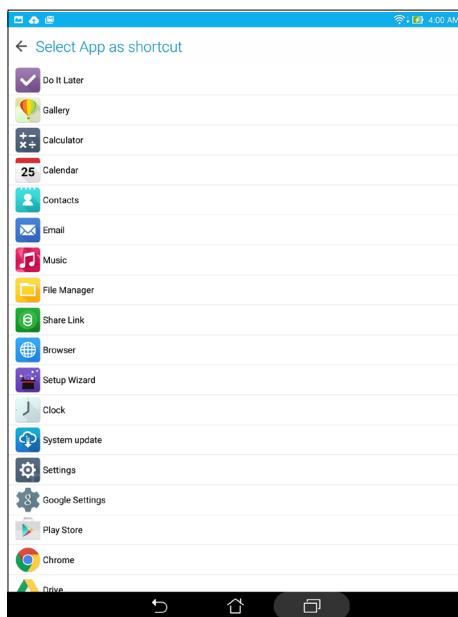 4:00 AM
Select App as shortcut
Do It Later
Gallery
Calculator
25 Calendar
Contacts
Email
Music
File Manager
Share Link
Browser
Setup Wizard
Clock
System update
Settings
8 Google Settings
Play Store
Chrome
Drive